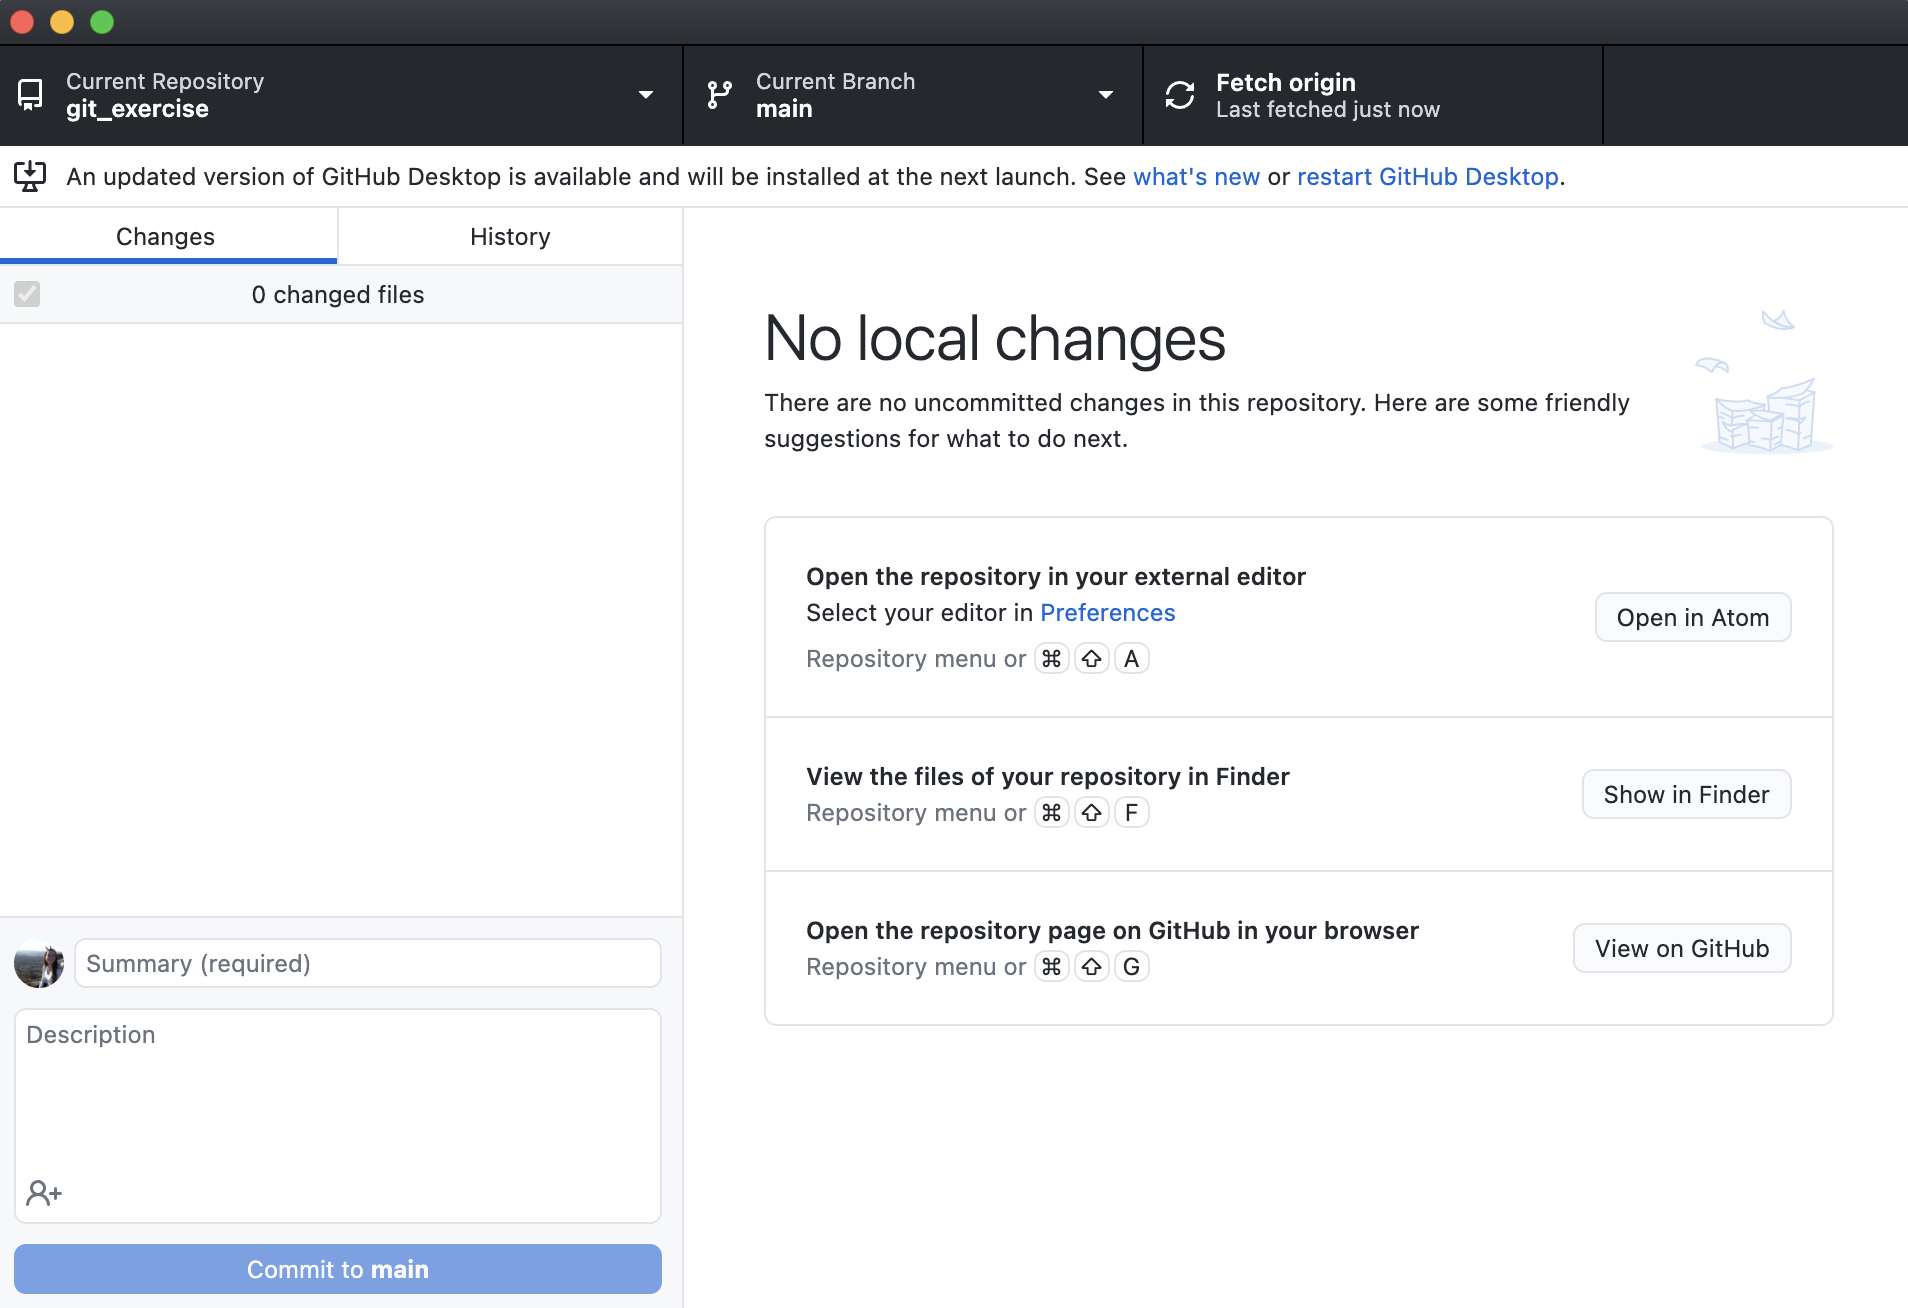 Current Repository
git_exercise
Current Branch
main
Fetch origin
Last fetched just now
An updated version of GitHub Desktop is available and will be installed at the next launch. See what's new or restart GitHub Desktop.
Changes
History
0 changed files
No local changes
There are no uncommitted changes in this repository. Here are some friendly
suggestions for what to do next.
Open the repository in your external editor
Select your editor in Preferences
Repository menu or ⌘ ⇧ A
Open in Atom
View the files of your repository in Finder
Repository menu or ⌘ ⇧ F
Show in Finder
Open the repository page on GitHub in your browser
Repository menu or ⌘ ⇧ G
View on GitHub
Summary (required)
Description
Commit to main